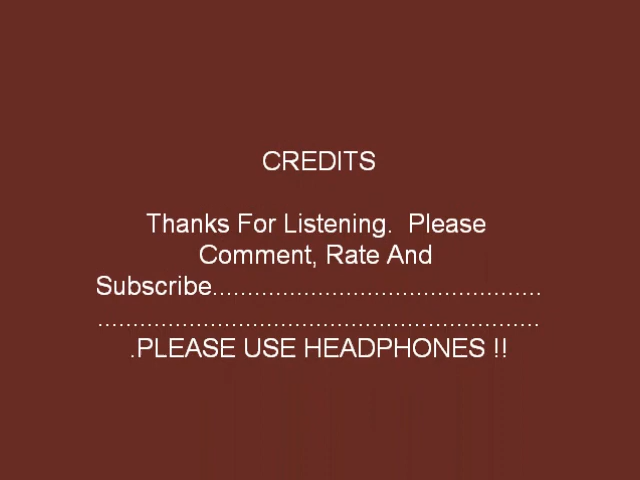 CREDITS
Thanks For Listening.  Please
Comment, Rate And
Subscribe...............................................
...............................................................
.PLEASE USE HEADPHONES !!